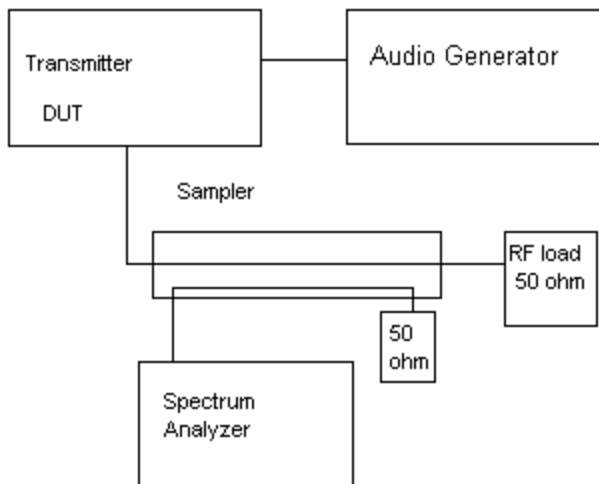 Transmitter
DUT
Audio Generator
Sampler
RF load
50 ohm
50
ohm
Spectrum
Analyzer